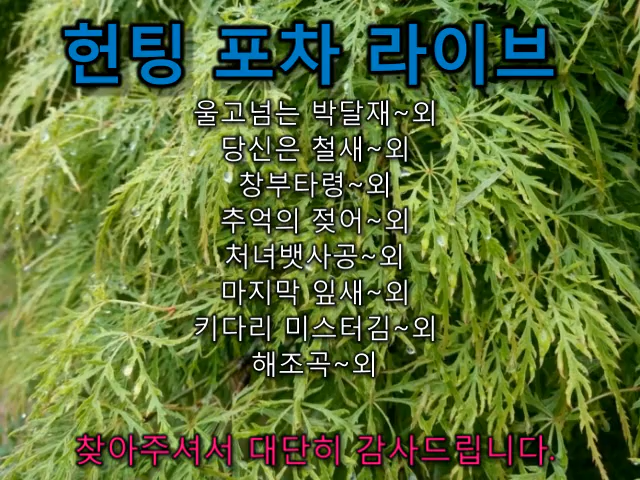 헌팅 포차 라이브
울고넘는 박달재~외
당신은 철새~외
창부타령~외
추억의 젖어~외
처녀뱃사공~외
마지막 잎새~외
키다리 미스터김~외
해조곡~외
찾아주셔서 대단히 감사드립니다.